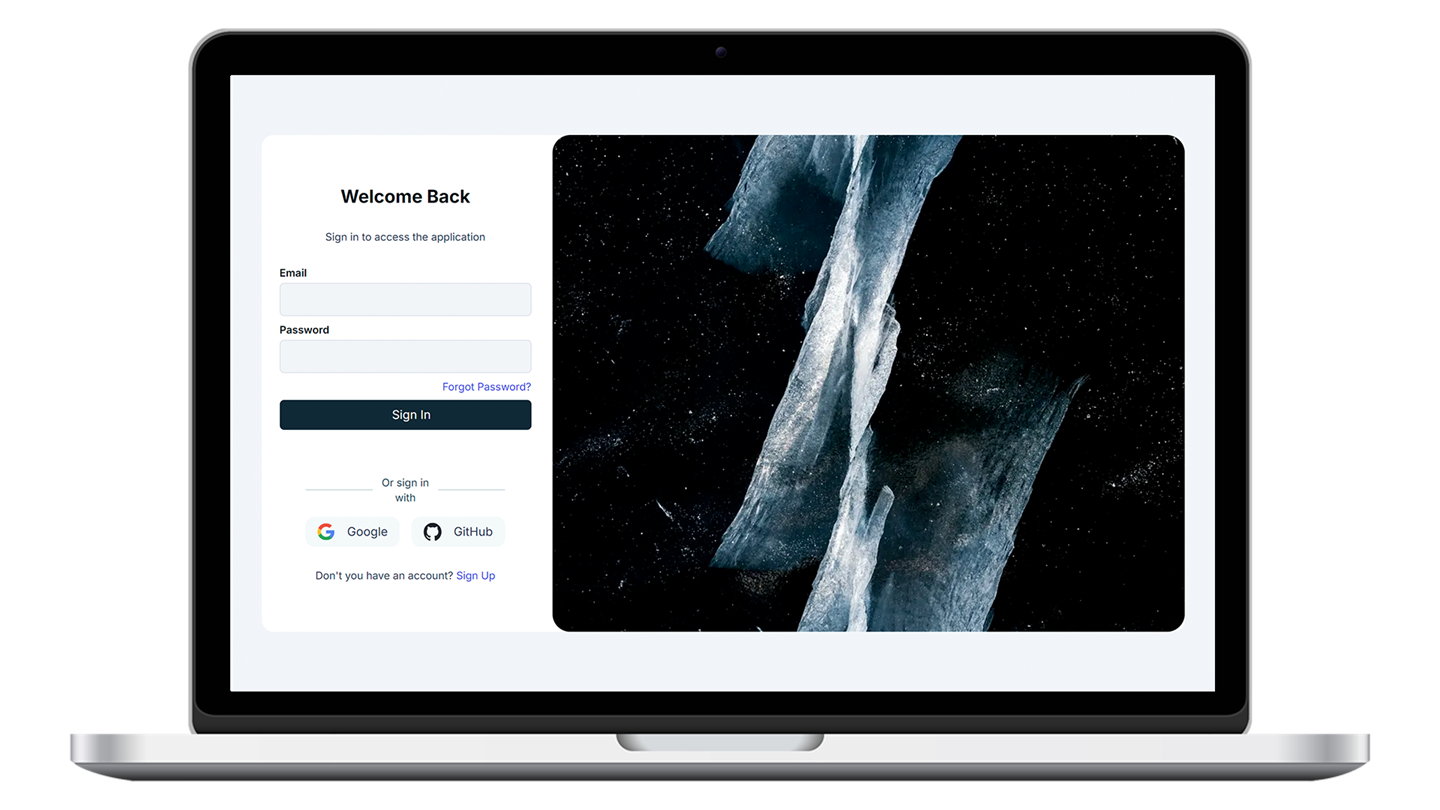 Welcome Back
Sign in to access the application
Email
Password
Forgot Password?
Sign In
Or sign in
with
Google
GitHub
Don't you have an account? Sign Up